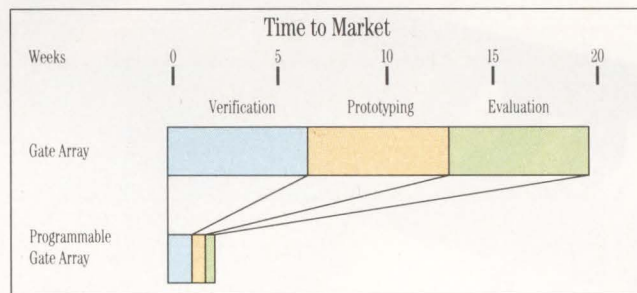 Time to Market
Weeks 0 5 10 15 20
Verification Prototyping Evaluation
Gate Array
Programmable
Gate Array